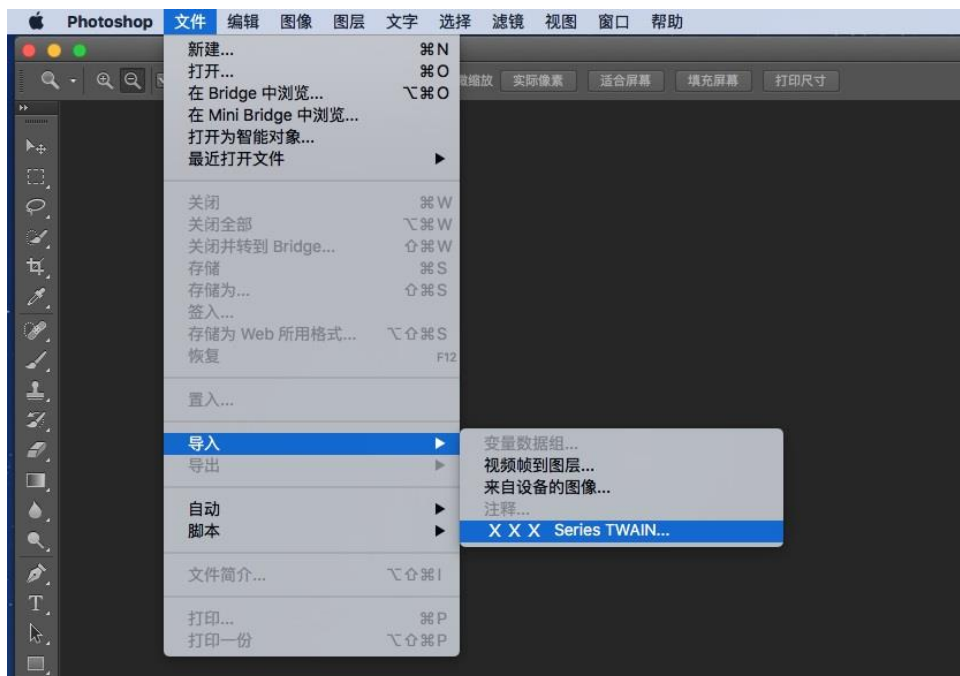 Photoshop 文件 编辑 图像 图层 文字 选择 滤镜 视图 窗口 帮助
新建... ⌘N
打开... ⌘O
在 Bridge 中浏览... ⌥⌘O
在 Mini Bridge 中浏览...
打开为智能对象...
最近打开文件
关闭 ⌘W
关闭全部 ⌥⌘W
关闭并转到 Bridge... ⇧⌘W
存储 ⌘S
存储为... ⇧⌘S
签入...
存储为 Web 所用格式... ⌥⇧⌘S
恢复 F12
置入...
导入
导出
自动
脚本
文件简介... ⌥⇧⌘I
打印... ⌘P
打印一份 ⌥⇧⌘P
缩放 实际像素 适合屏幕 填充屏幕 打印尺寸
变量数据组...
视频帧到图层...
来自设备的图像...
注释...
X X X Series TWAIN...
T